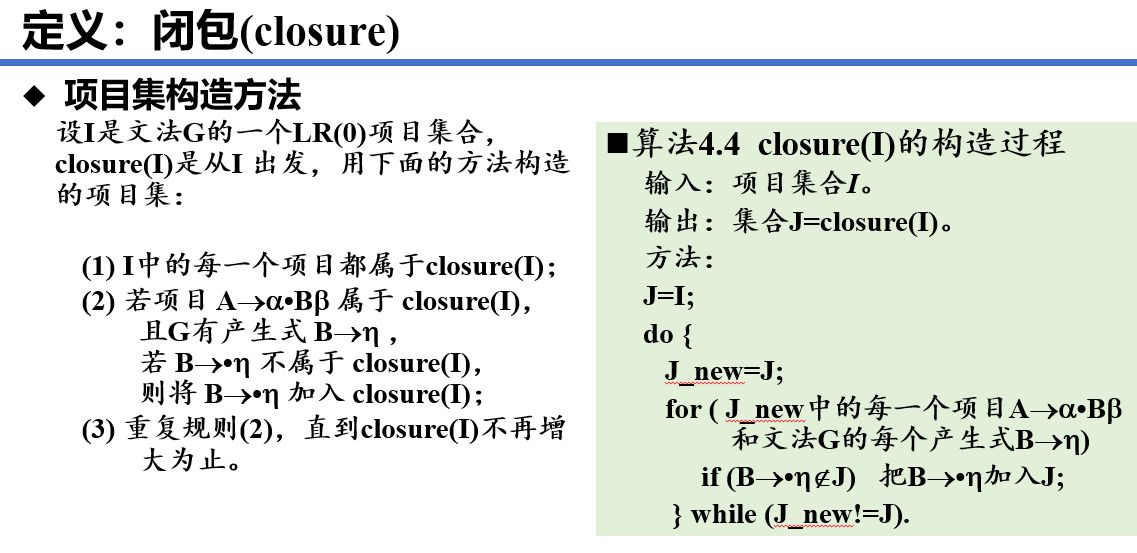 定义：闭包(closure)
◆ 项目集构造方法
设I是文法G的一个LR(0)项目集合，
closure(I)是从I 出发，用下面的方法构造
的项目集：
(1) I中的每一个项目都属于closure(I)；
(2) 若项目 A→α•Bβ 属于 closure(I)，
且G有产生式 B→η ，
若 B→•η 不属于 closure(I)，
则将 B→•η 加入 closure(I)；
(3) 重复规则(2)，直到closure(I)不再增
大为止。
■算法4.4 closure(I)的构造过程
输入：项目集合I。
输出：集合J=closure(I)。
方法：
J=I;
do {
J_new=J;
for ( J_new中的每一个项目A→α•Bβ
和文法G的每个产生式B→η)
if (B→•η∉J) 把B→•η加入J;
} while (J_new!=J).